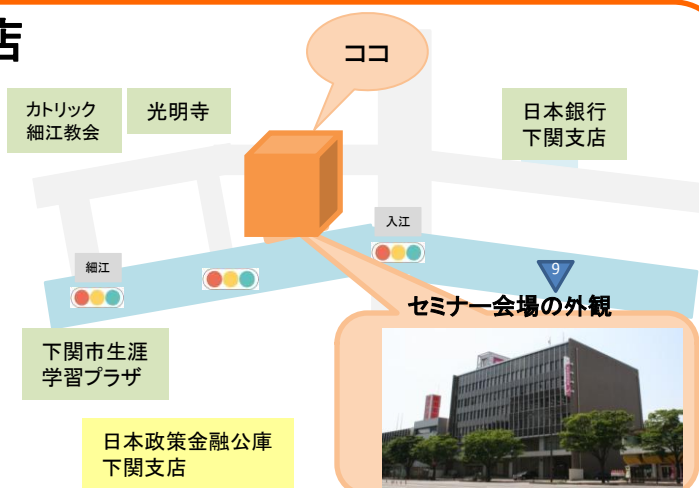 店
ココ
カトリック
細江教会
光明寺
日本銀行
下関支店
入江
細江
9
セミナー会場の外観
下関市生涯
学習プラザ
日本政策金融公庫
下関支店